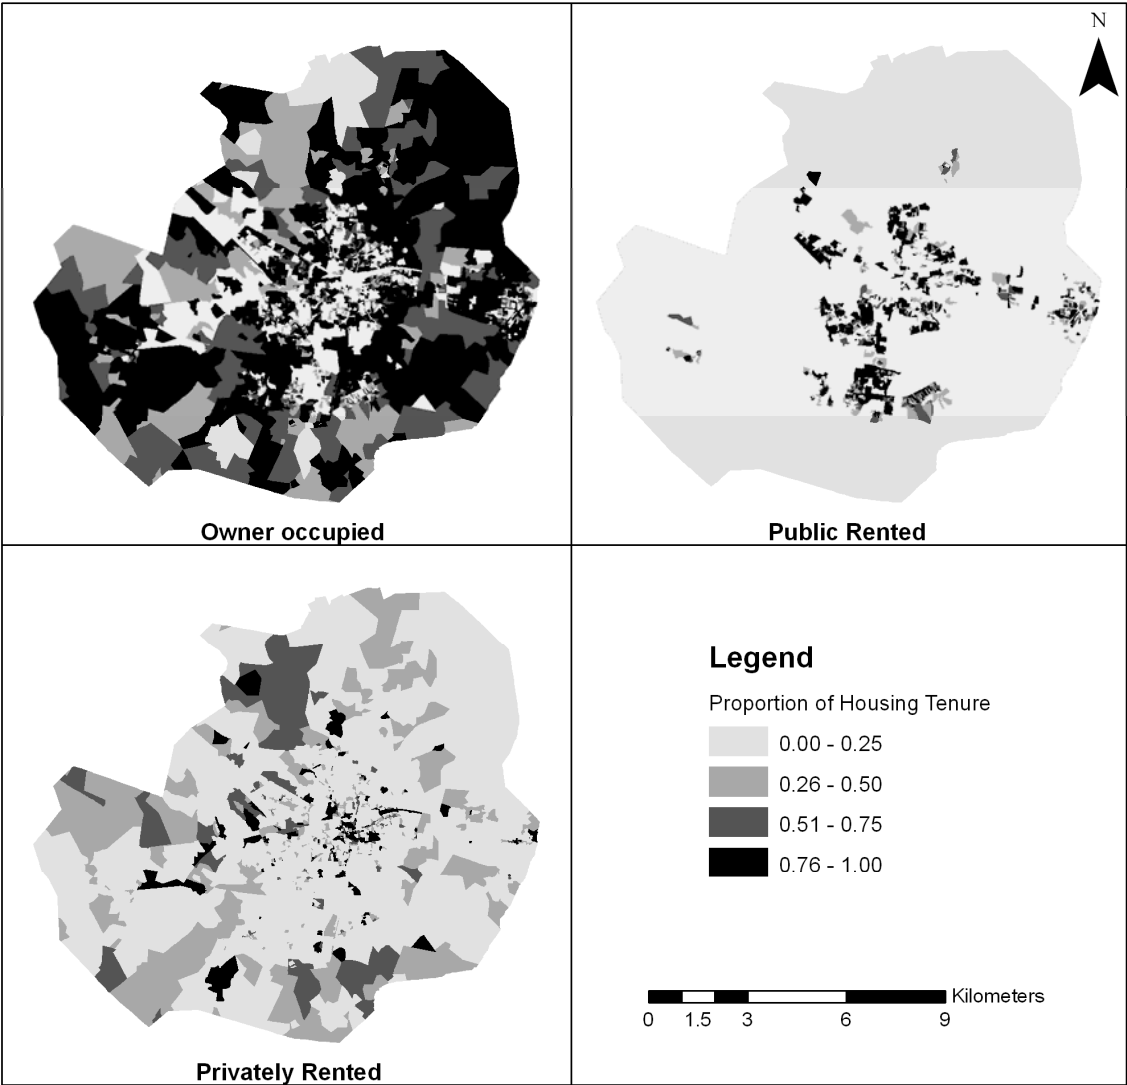 N
Owner occupied
Public Rented
Legend
Proportion of Housing Tenure
0.00 - 0.25
0.26 - 0.50
0.51 - 0.75
0.76 - 1.00
Kilometers
0 1.5 3 6 9
Privately Rented